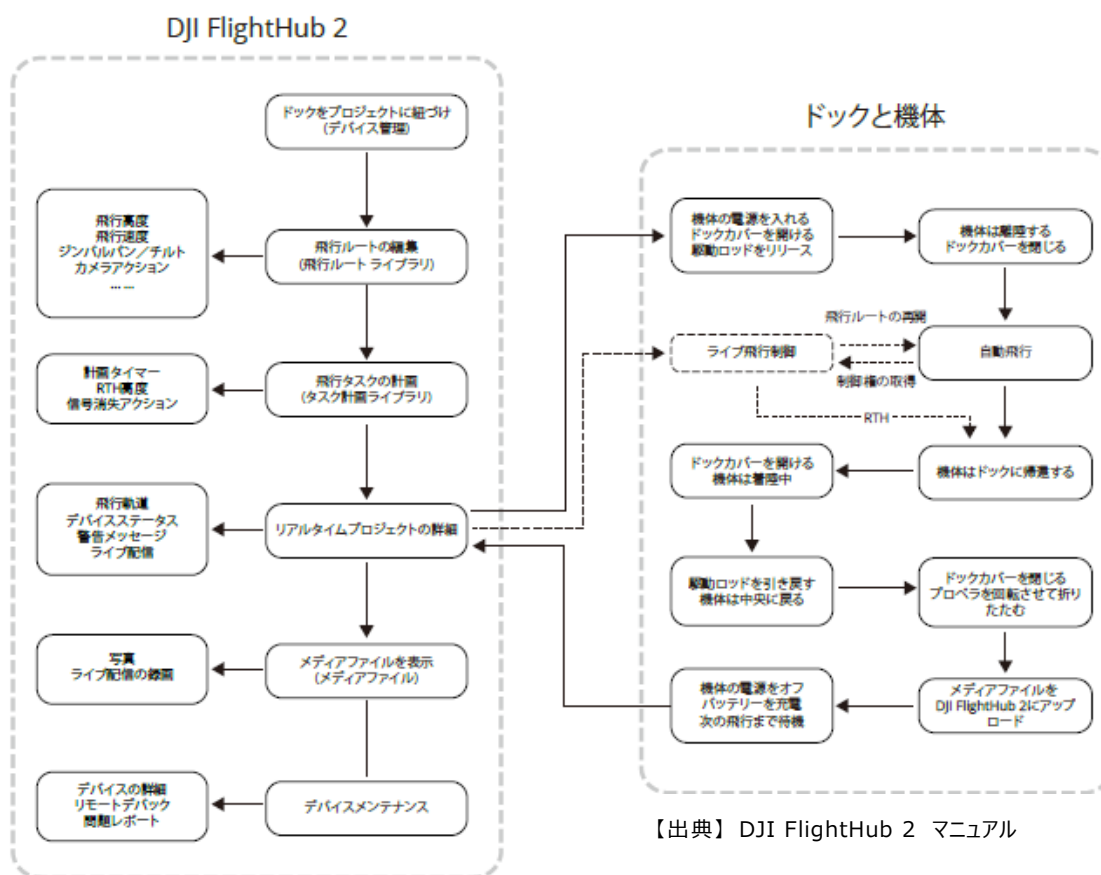 DJI FlightHub 2
ドックをプロジェクトに紐づけ
(デバイス管理)
飛行高度
飛行速度
ジンバルパン／チルト
カメラアクション
... ...
飛行ルートの編集
(飛行ルート ライブラリ)
計画タイマー
RTH高度
信号消失アクション
飛行タスクの計画
(タスク計画ライブラリ)
飛行軌道
デバイスステータス
警告メッセージ
ライブ配信
リアルタイムプロジェクトの詳細
写真
ライブ配信の録画
メディアファイルを表示
(メディアファイル)
デバイスの詳細
リモートデバック
問題レポート
デバイスメンテナンス
ドックと機体
機体の電源を入れる
ドックカバーを開ける
駆動ロッドをリリース
機体は離陸する
ドックカバーを閉じる
飛行ルートの再開
ライブ飛行制御
自動飛行
制御権の取得
RTH
ドックカバーを開ける
機体は着陸中
機体はドックに帰還する
駆動ロッドを引き戻す
機体は中央に戻る
ドックカバーを閉じる
プロペラを回転させて折り
たたむ
機体の電源をオフ
バッテリーを充電
次の飛行まで待機
メディアファイルを
DJI FlightHub 2にアップ
ロード
【出典】 DJI FlightHub 2 マニュアル